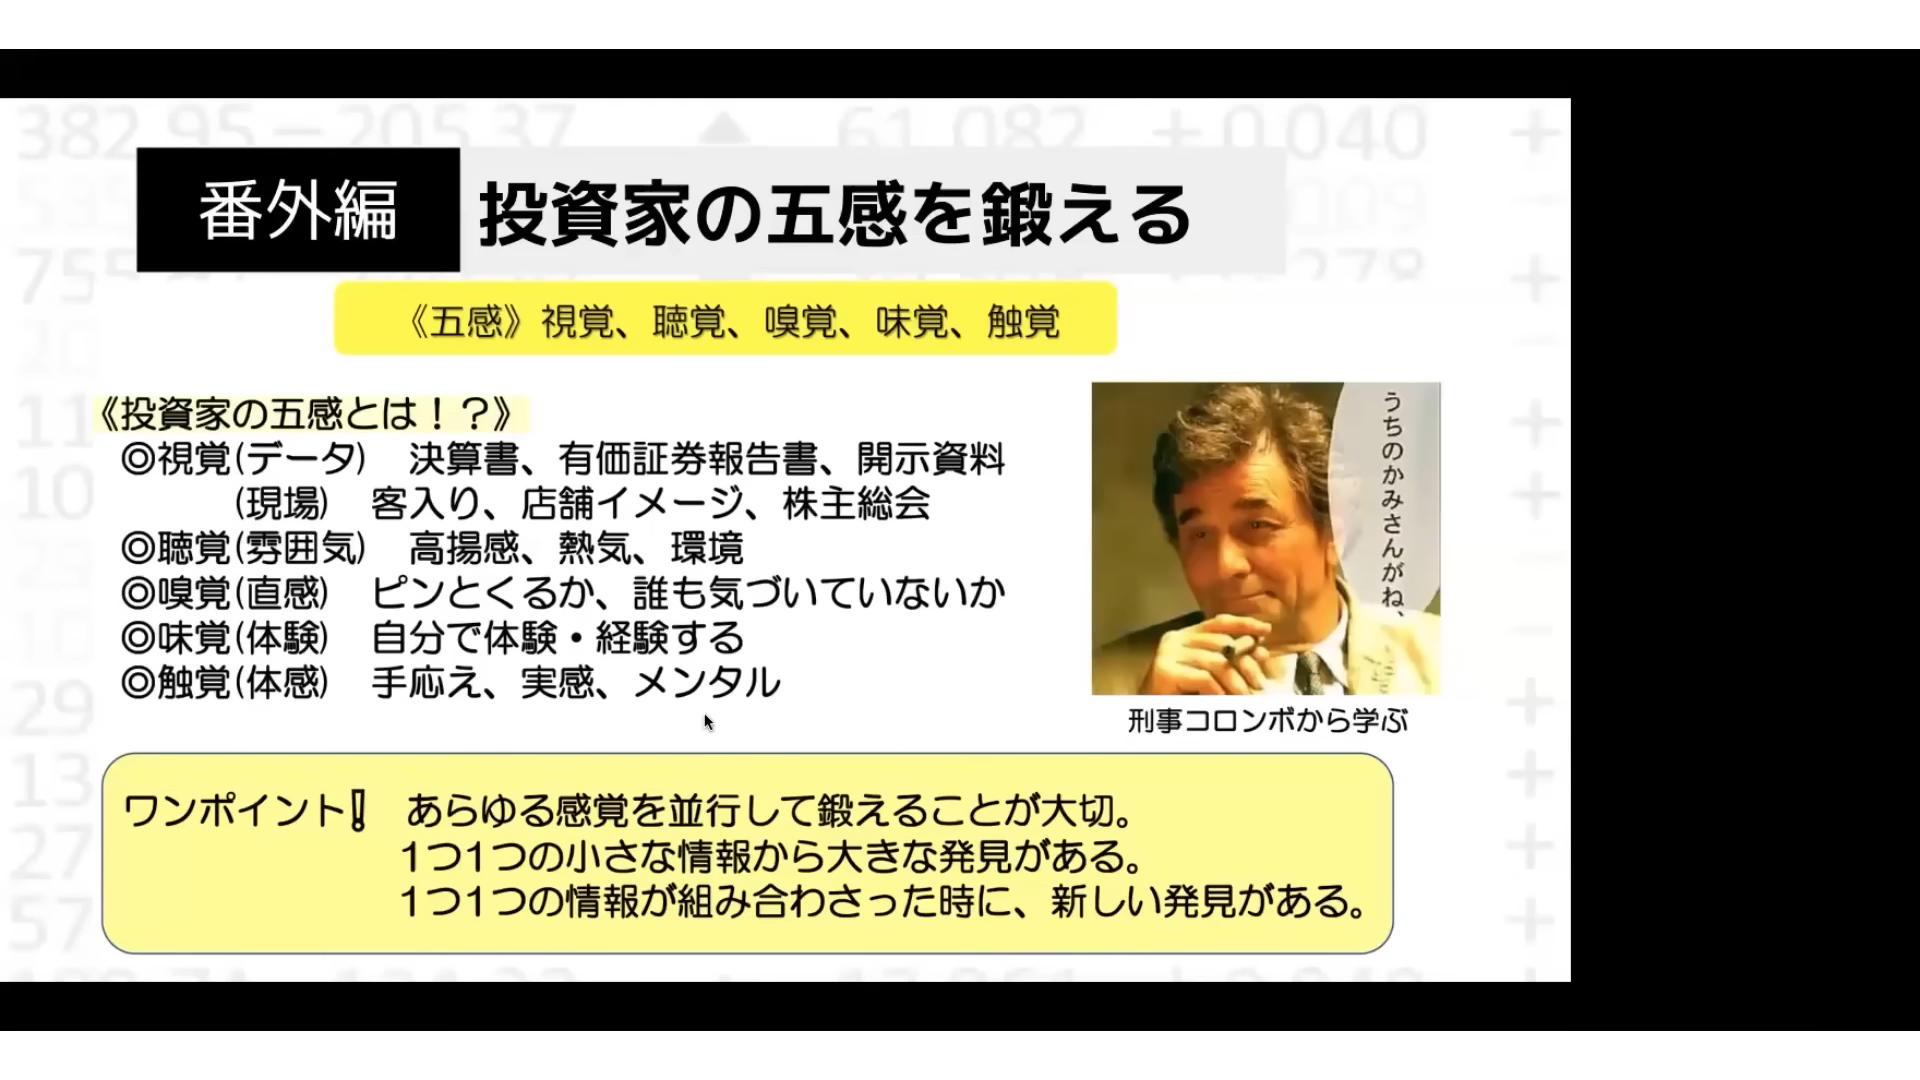 382.95－205.37 ▲ 61.082 ＋0.040 ＋
番外編 投資家の五感を鍛える
《五感》視覚、聴覚、嗅覚、味覚、触覚
《投資家の五感とは！？》
◎視覚(データ) 決算書、有価証券報告書、開示資料
(現場) 客入り、店舗イメージ、株主総会
◎聴覚(雰囲気) 高揚感、熱気、環境
◎嗅覚(直感) ピンとくるか、誰も気づいていないか
◎味覚(体験) 自分で体験・経験する
◎触覚(体感) 手応え、実感、メンタル
うちのかみさんがね、
刑事コロンボから学ぶ
ワンポイント！ あらゆる感覚を並行して鍛えることが大切。
1つ1つの小さな情報から大きな発見がある。
1つ1つの情報が組み合わさった時に、新しい発見がある。